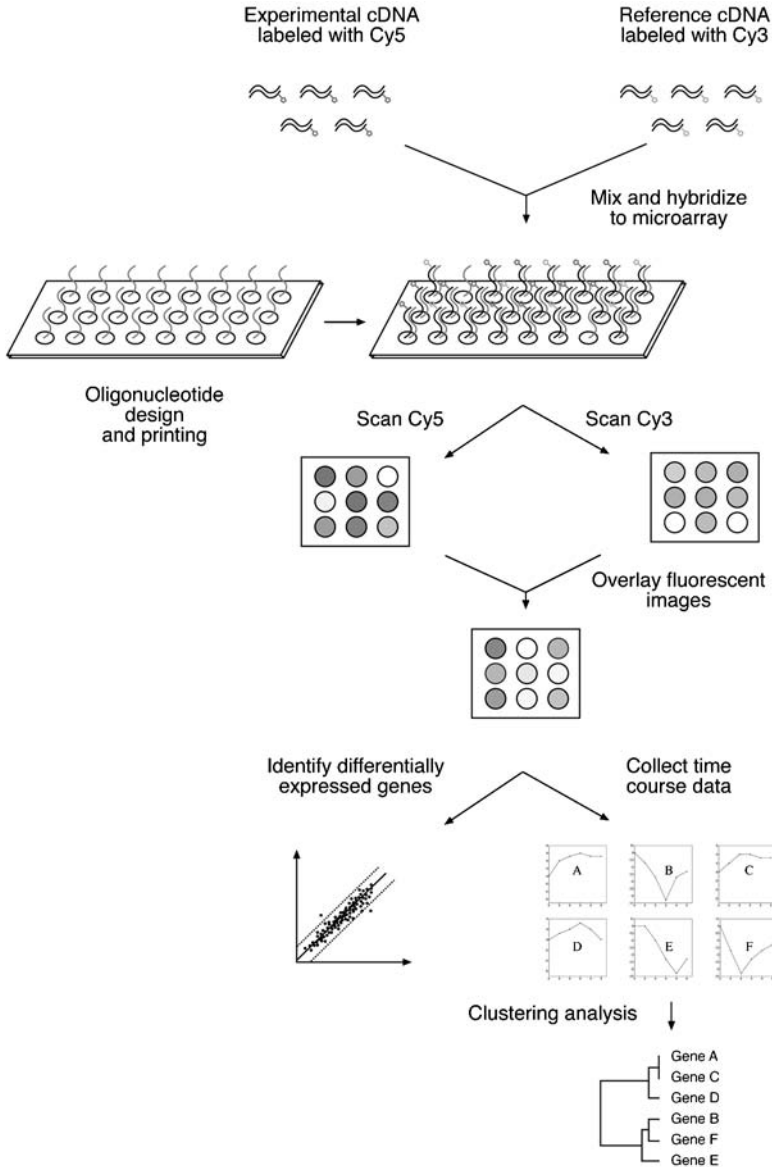 Experimental cDNA
labeled with Cy5
Reference cDNA
labeled with Cy3
Mix and hybridize
to microarray
Oligonucleotide
design
and printing
Scan Cy5
Scan Cy3
Overlay fluorescent
images
Identify differentially
expressed genes
Collect time
course data
A
B
C
D
E
F
Clustering analysis
Gene A
Gene C
Gene D
Gene B
Gene F
Gene E